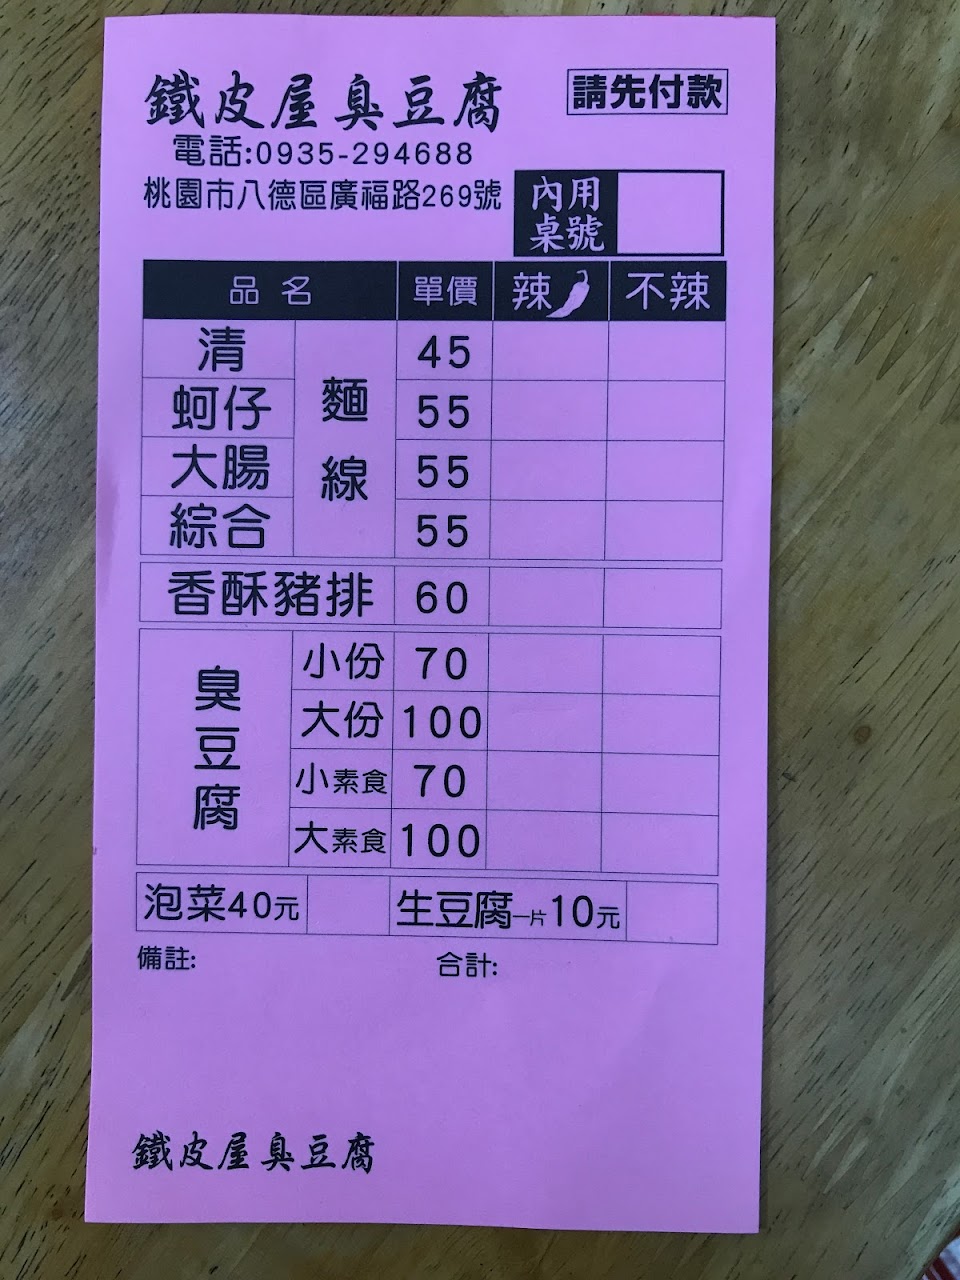 鐵皮屋臭豆腐
請先付款
電話:0935-294688
桃園市八德區廣福路269號
內用
桌號
品名 單價 辣 不辣
清 45
蚵仔 55
大腸 55
綜合 55
麵線
香酥豬排 60
臭豆腐
小份 70
大份 100
小素食 70
大素食 100
泡菜40元 生豆腐一片10元
備註: 合計:
鐵皮屋臭豆腐